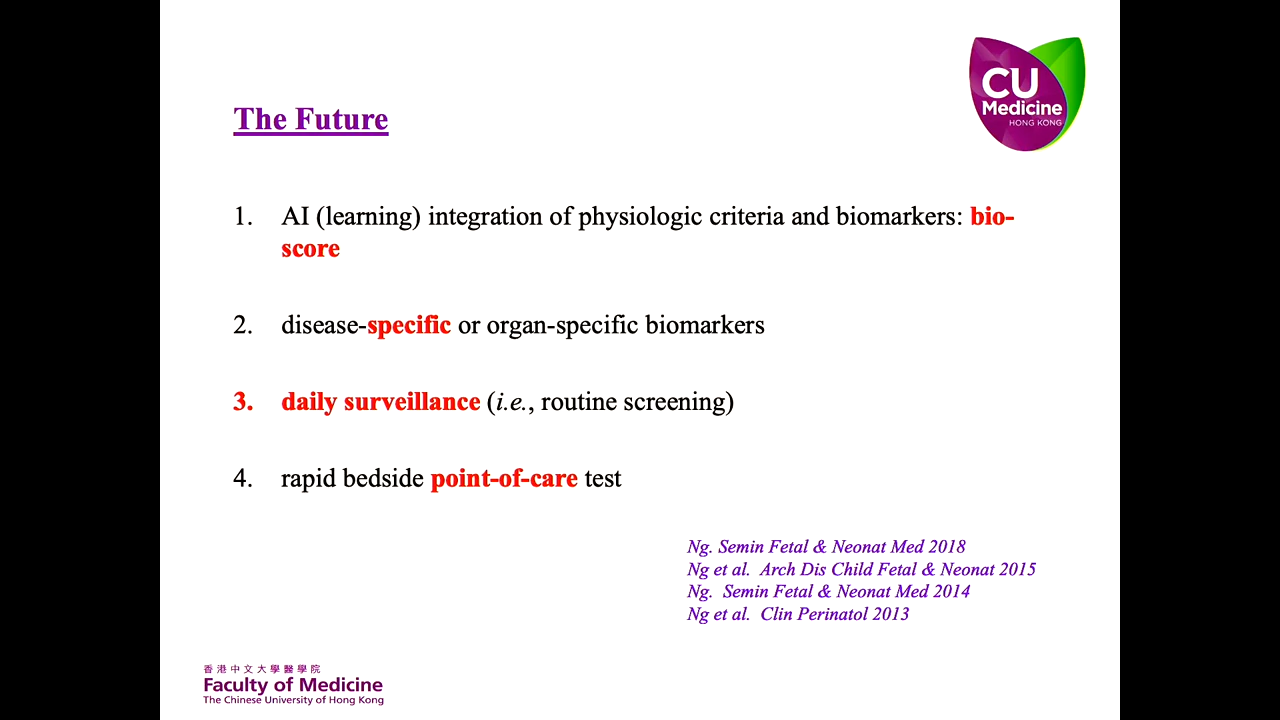 CU
Medicine
HONG KONG
The Future
1. AI (learning) integration of physiologic criteria and biomarkers: bio-
score
2. disease-specific or organ-specific biomarkers
3. daily surveillance (i.e., routine screening)
4. rapid bedside point-of-care test
Ng. Semin Fetal & Neonat Med 2018
Ng et al. Arch Dis Child Fetal & Neonat 2015
Ng. Semin Fetal & Neonat Med 2014
Ng et al. Clin Perinatol 2013
香港中文大學醫學院
Faculty of Medicine
The Chinese University of Hong Kong